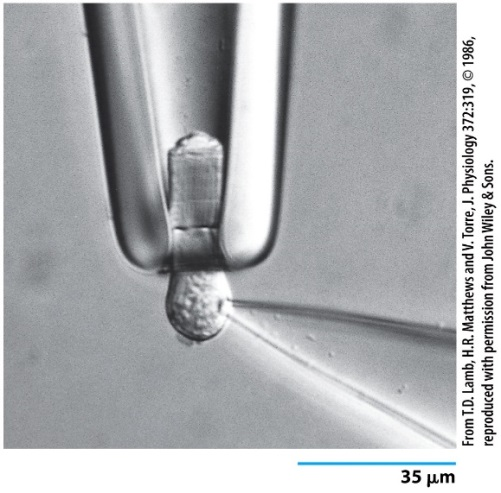 From T.D. Lamb, H.R. Matthews and V. Torre, J. Physiology 372:319, © 1986,
reproduced with permission from John Wiley & Sons.
35 μm